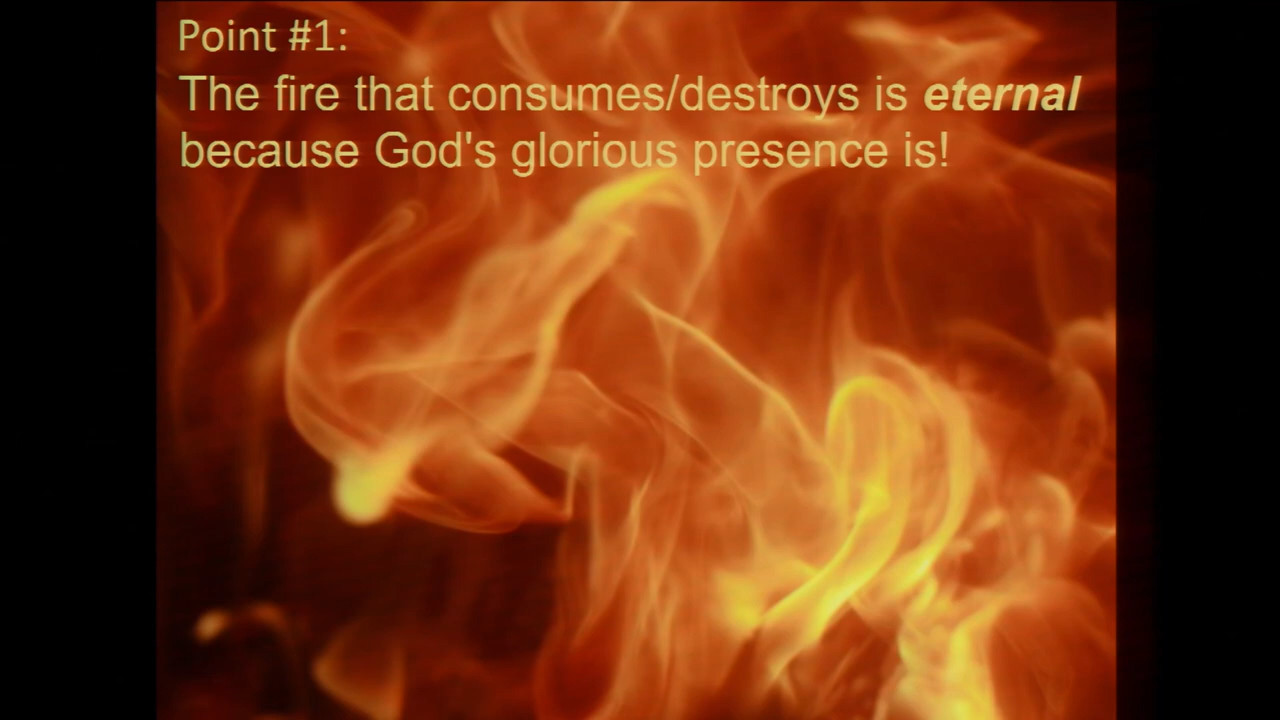 Point #1:
The fire that consumes/destroys is eternal
because God's glorious presence is!